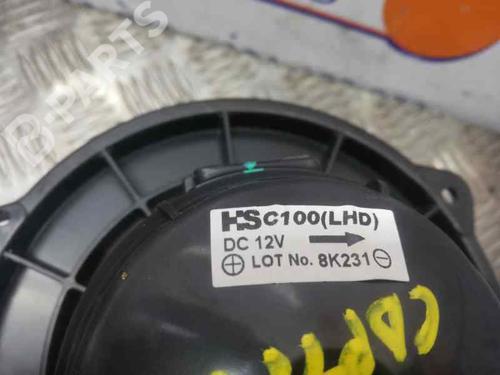 B-PARTS
HSC100(LHD)
DC 12V
LOT No. 8K231